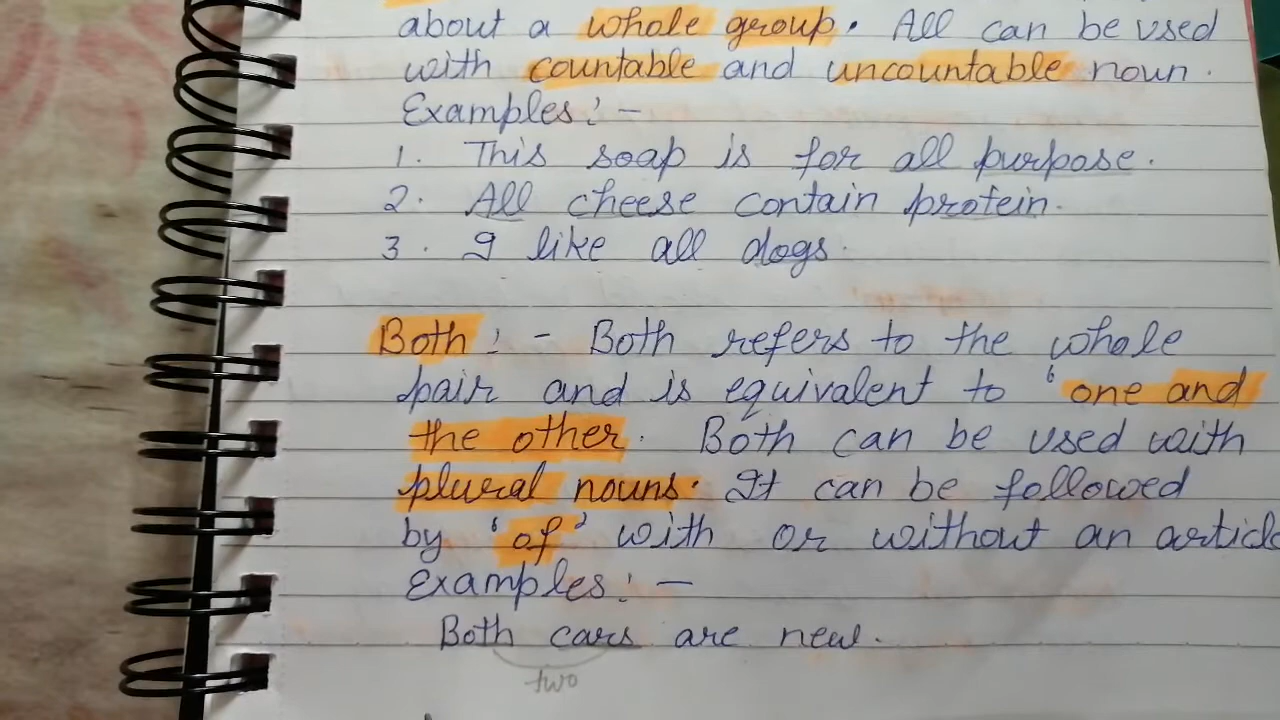 about a whole group. All can be used
with countable and uncountable noun.
Examples:-
1. This soap is for all purpose.
2. All cheese contain protein.
3. I like all dogs.
Both:- Both refers to the whole
pair and is equivalent to 'one and
the other. Both can be used with
plural nouns. It can be followed
by 'of' with or without an articl
Examples:-
Both cars are new.
two